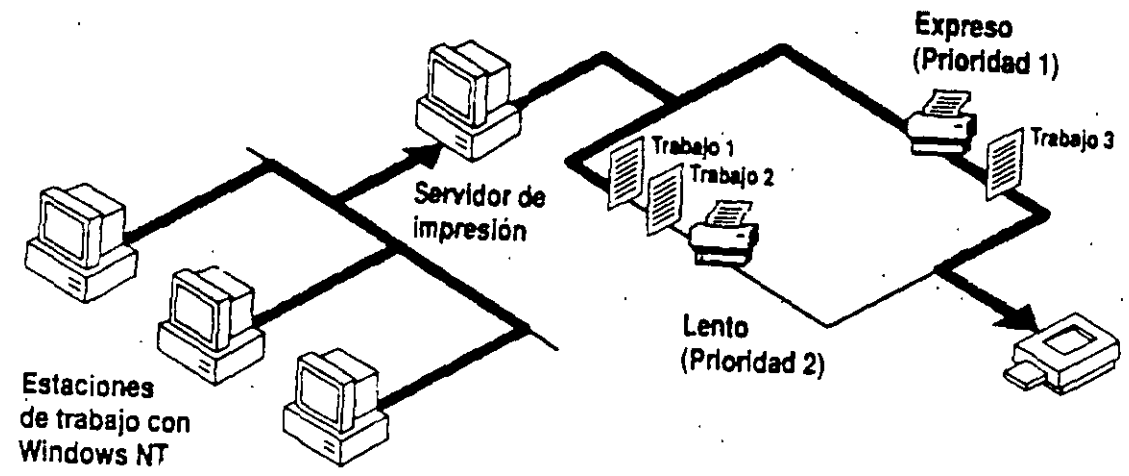 Expreso
(Prioridad 1)
Trabajo 1
Trabajo 2
Trabajo 3
Servidor de
impresión
Lento
(Prioridad 2)
Estaciones
de trabajo con
Windows NT